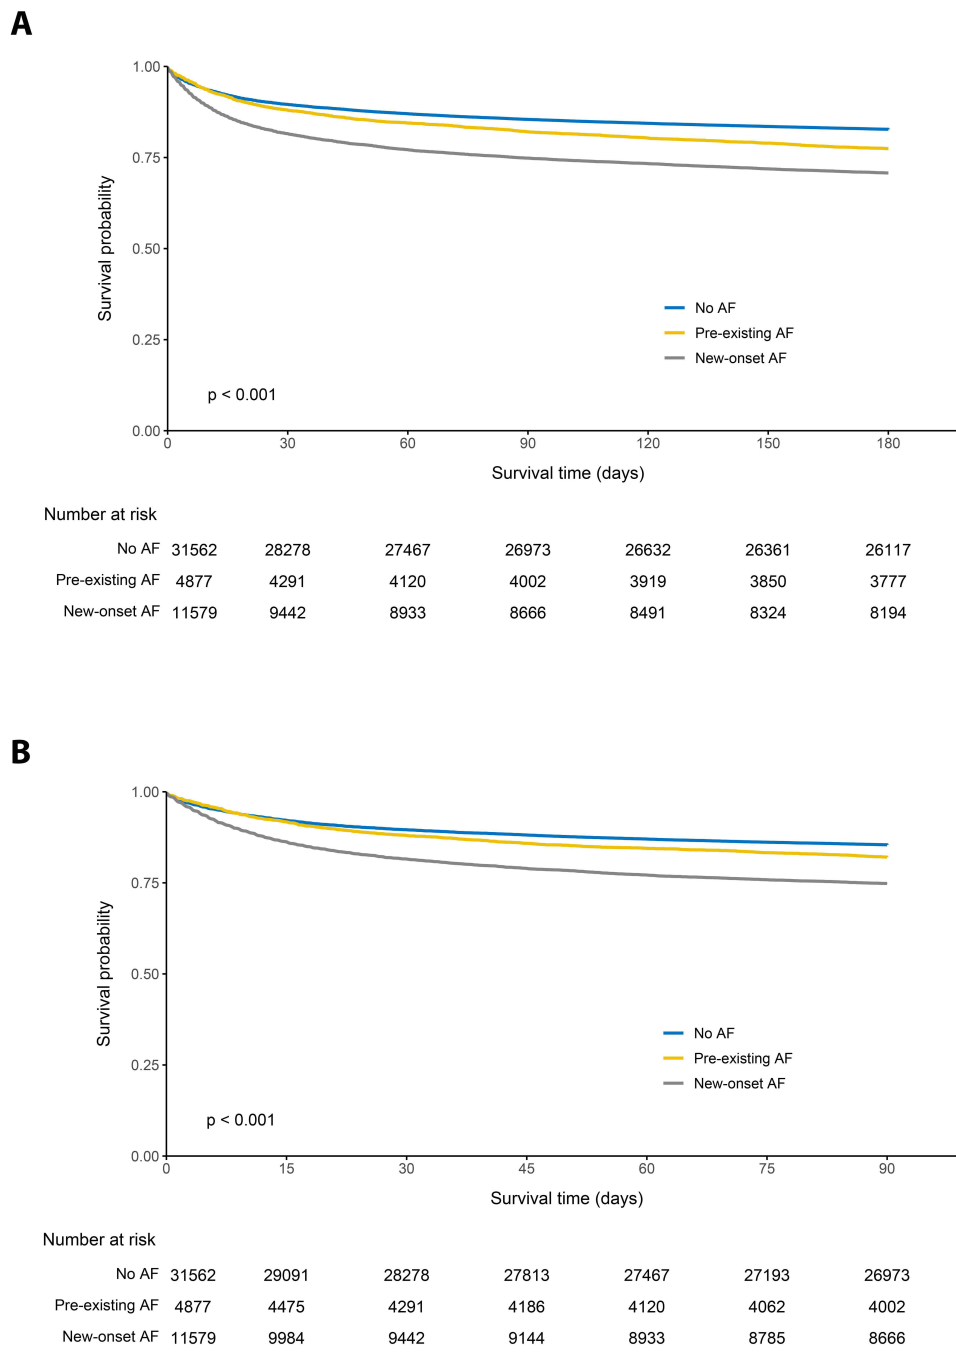 A
1.00
0.75
0.50
0.25
0.00
Survival probability
No AF
Pre-existing AF
New-onset AF
p < 0.001
0 30 60 90 120 150 180
Survival time (days)
Number at risk
No AF 31562 28278 27467 26973 26632 26361 26117
Pre-existing AF 4877 4291 4120 4002 3919 3850 3777
New-onset AF 11579 9442 8933 8666 8491 8324 8194
B
1.00
0.75
0.50
0.25
0.00
Survival probability
No AF
Pre-existing AF
New-onset AF
p < 0.001
0 15 30 45 60 75 90
Survival time (days)
Number at risk
No AF 31562 29091 28278 27813 27467 27193 26973
Pre-existing AF 4877 4475 4291 4186 4120 4062 4002
New-onset AF 11579 9984 9442 9144 8933 8785 8666